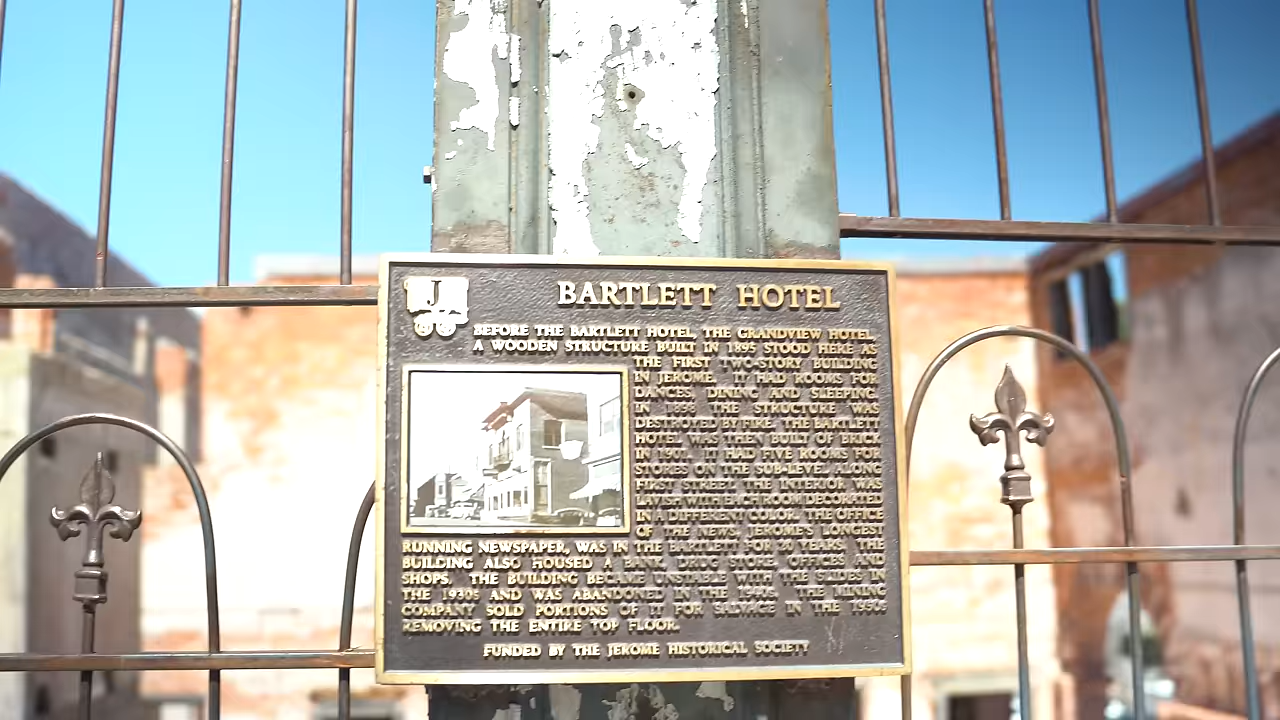 J
BARTLETT HOTEL
BEFORE THE BARTLETT HOTEL, THE GRANDVIEW HOTEL,
A WOODEN STRUCTURE BUILT IN 1895 STOOD HERE AS
THE FIRST TWO-STORY BUILDING
IN JEROME. IT HAD ROOMS FOR
DANCES, DINING AND SLEEPING.
IN 1898 THE STRUCTURE WAS
DESTROYED BY FIRE. THE BARTLETT
HOTEL WAS THEN BUILT OF BRICK
IN 1901. IT HAD FIVE ROOMS FOR
STORES ON THE SUB-LEVEL ALONG
FIRST STREET. THE INTERIOR WAS
LAVISH WITH EACH ROOM DECORATED
IN A DIFFERENT COLOR. THE OFFICE
OF THE NEWS, JEROME'S LONGEST
RUNNING NEWSPAPER, WAS IN THE BARTLETT FOR 20 YEARS. THE
BUILDING ALSO HOUSED A BANK, DRUG STORE, OFFICES AND
SHOPS. THE BUILDING BECAME UNSTABLE WITH THE SLIDES IN
THE 1930s AND WAS ABANDONED IN THE 1940s. THE MINING
COMPANY SOLD PORTIONS OF IT FOR SALVAGE IN THE 1950s
REMOVING THE ENTIRE TOP FLOOR.
FUNDED BY THE JEROME HISTORICAL SOCIETY